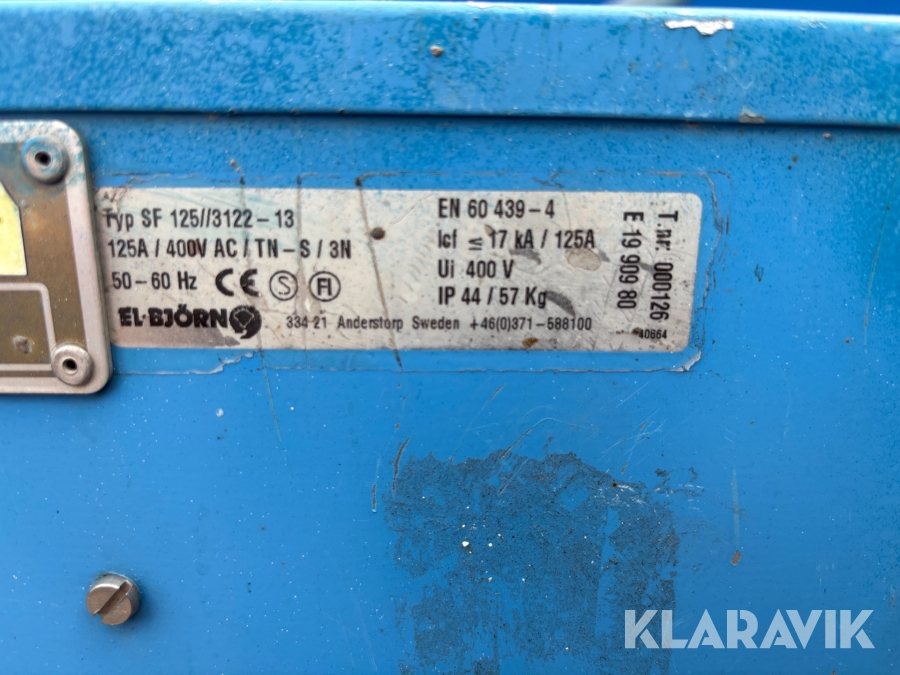 Typ SF 125//3122-13
125A / 400V AC / TN-S / 3N
50-60 Hz CE S FI
EL·BJÖRN
334 21 Anderstorp Sweden +46(0)371-588100
EN 60 439-4
Icf ≤ 17 kA / 125A
Ui 400 V
IP 44 / 57 Kg
T.nr: 000126
E 19 909 80
40664
KLARAVIK